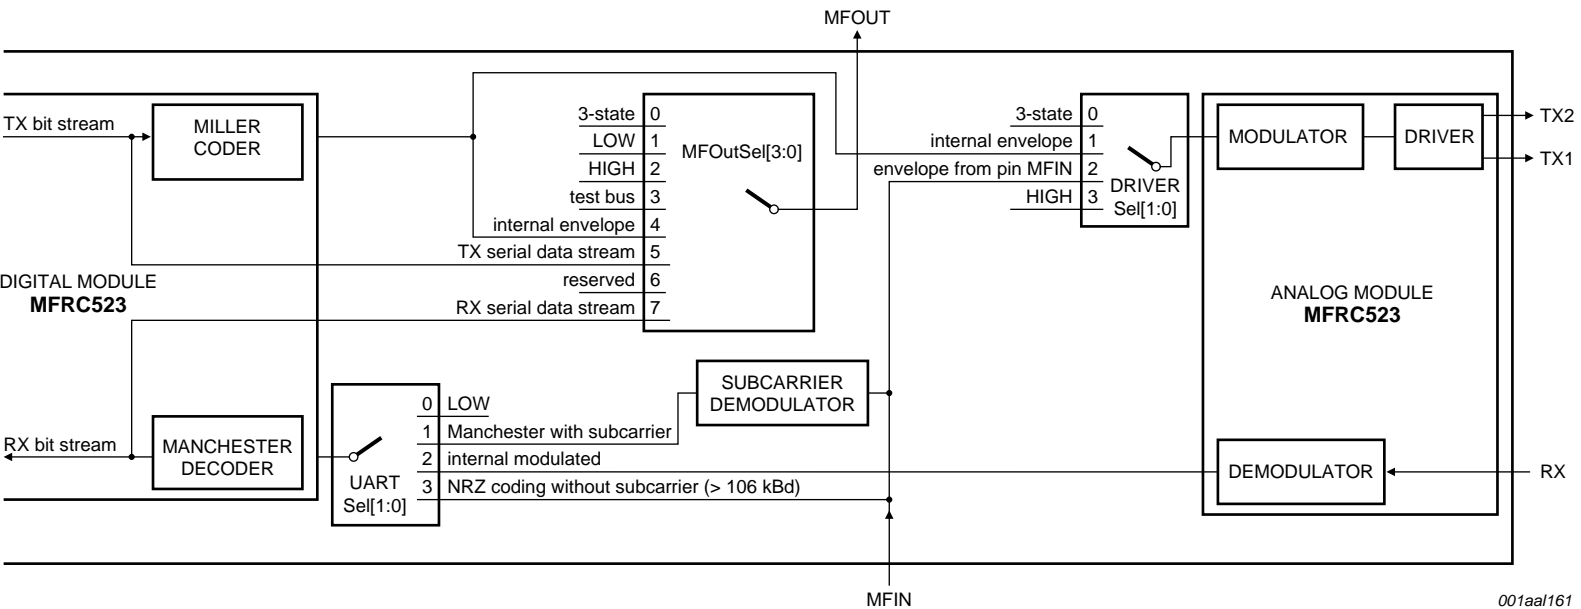 MFOUT
TX bit stream
MILLER
CODER
3-state 0
LOW 1
HIGH 2
test bus 3
internal envelope 4
TX serial data stream 5
reserved 6
RX serial data stream 7
MFOutSel[3:0]
3-state 0
internal envelope 1
envelope from pin MFIN 2
HIGH 3
DRIVER
Sel[1:0]
MODULATOR
DRIVER
TX2
TX1
DIGITAL MODULE
MFRC523
ANALOG MODULE
MFRC523
SUBCARRIER
DEMODULATOR
RX bit stream
MANCHESTER
DECODER
UART
Sel[1:0]
0 LOW
1 Manchester with subcarrier
2 internal modulated
3 NRZ coding without subcarrier (> 106 kBd)
DEMODULATOR
RX
MFIN
001aal161